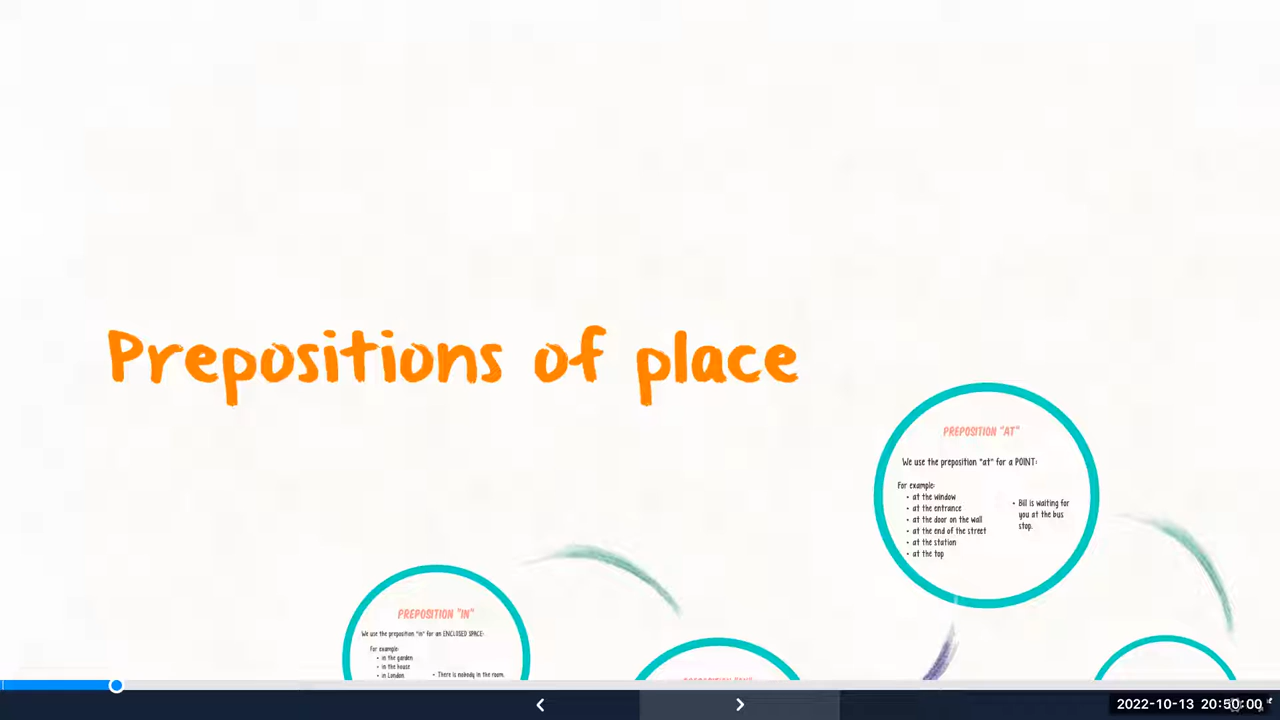 Prepositions of place
PREPOSITION "AT"
We use the preposition "at" for a POINT:
For example:
• at the window
• at the entrance
• at the door on the wall
• at the end of the street
• at the station
• at the top
• Bill is waiting for
you at the bus
stop.
PREPOSITION "IN"
We use the preposition "in" for an ENCLOSED SPACE:
For example:
• in the garden
• in the house
• in London
• There is nobody in the room.
2022-10-13 20:50:00